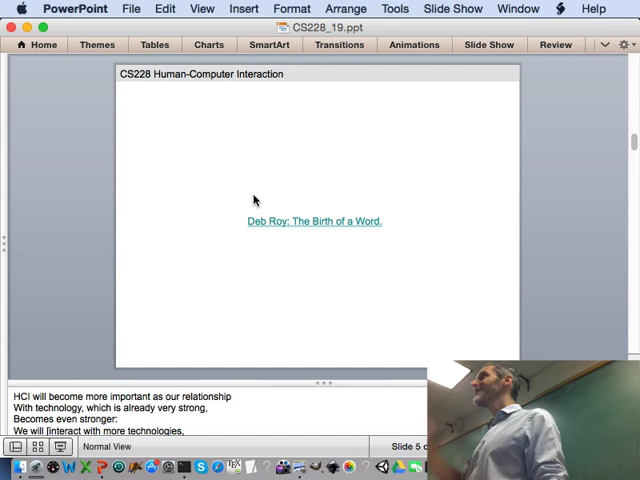 PowerPoint File Edit View Insert Format Arrange Tools Slide Show Window Help
CS228_19.ppt
Home Themes Tables Charts SmartArt Transitions Animations Slide Show Review
CS228 Human-Computer Interaction
Deb Roy: The Birth of a Word.
HCI will become more important as our relationship
With technology, which is already very strong,
Becomes even stronger:
We will [interact with more technologies,
Normal View Slide 5 o